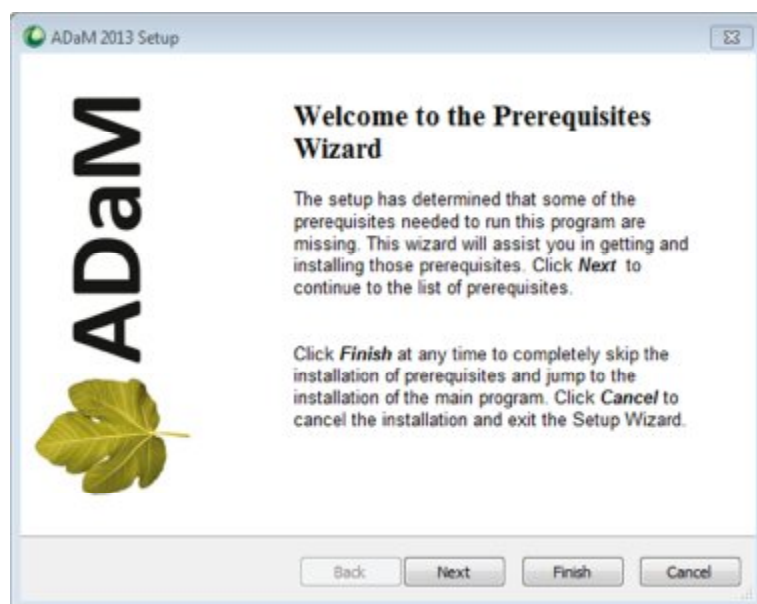 ADaM 2013 Setup
ADaM
Welcome to the Prerequisites
Wizard
The setup has determined that some of the
prerequisites needed to run this program are
missing. This wizard will assist you in getting and
installing those prerequisites. Click Next to
continue to the list of prerequisites.
Click Finish at any time to completely skip the
installation of prerequisites and jump to the
installation of the main program. Click Cancel to
cancel the installation and exit the Setup Wizard.
Back Next Finish Cancel